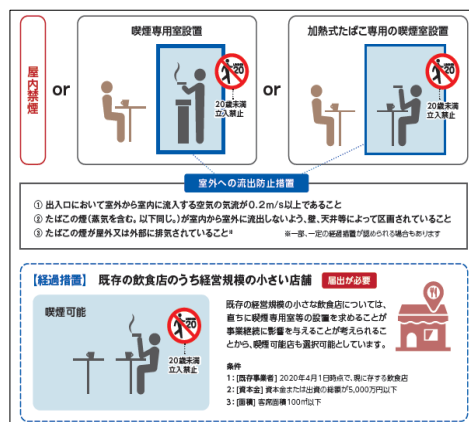 屋内禁煙
or
喫煙専用室設置
20
20歳未満
立入禁止
or
加熱式たばこ専用の喫煙室設置
20
20歳未満
立入禁止
室外への流出防止措置
① 出入口において室外から室内に流入する空気の気流が0.2m/s以上であること
② たばこの煙(蒸気を含む。以下同じ。)が室内から室外に流出しないよう、壁、天井等によって区画されていること
③ たばこの煙が屋外又は外部に排気されていること※
※一部、一定の経過措置が認められる場合もあります
【経過措置】 既存の飲食店のうち経営規模の小さい店舗
届出が必要
喫煙可能
20
20歳未満
立入禁止
既存の経営規模の小さな飲食店については、
直ちに喫煙専用室等の設置を求めることが
事業継続に影響を与えることが考えられるこ
とから、喫煙可能店も選択可能としています。
条件
1:[既存事業者] 2020年4月1日時点で、現に存する飲食店
2:[資本金] 資本金または出資の総額が5,000万円以下
3:[面積] 客席面積100㎡以下